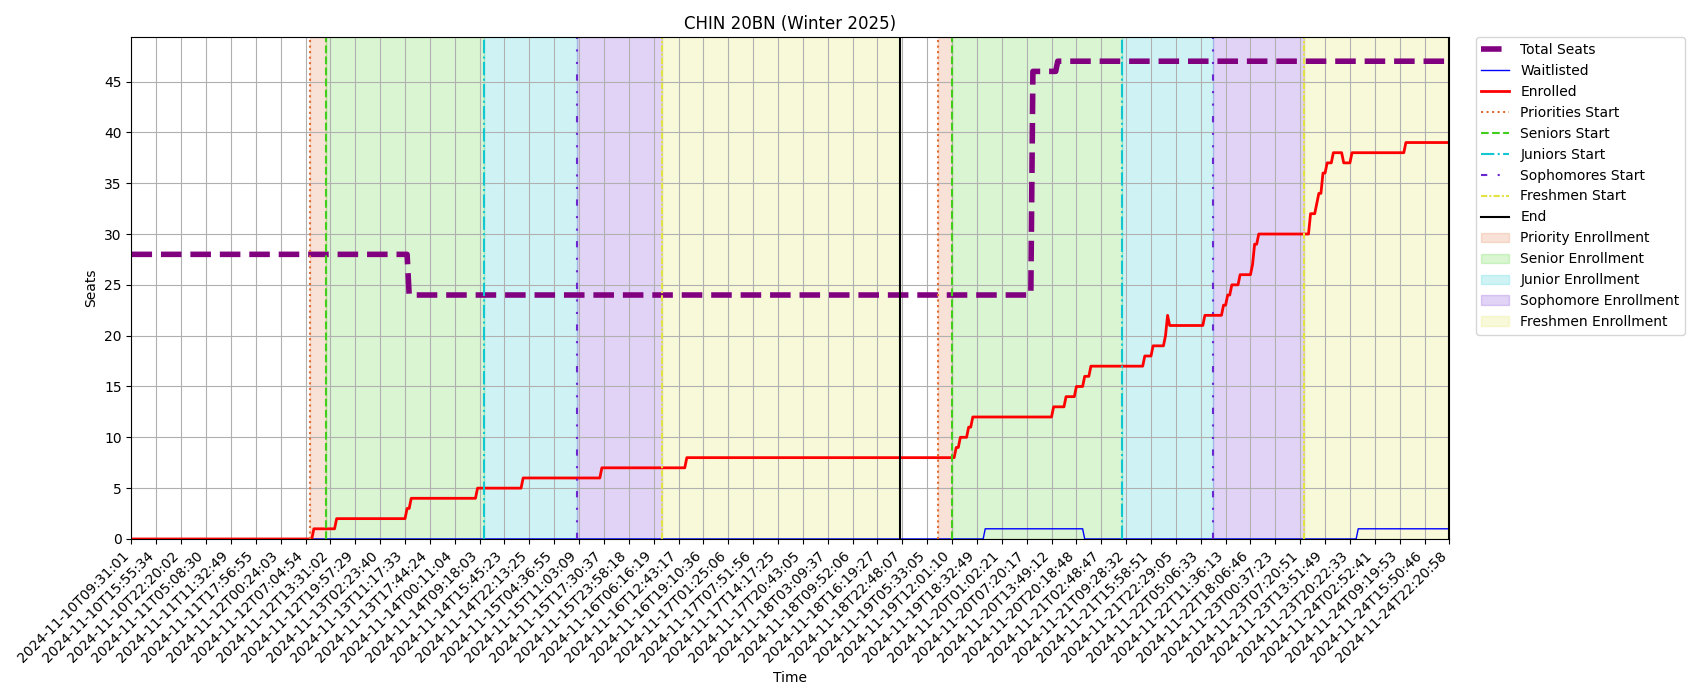 CHIN 20BN (Winter 2025)
Seats
45
40
35
30
25
20
15
10
5
0
2024-11-10T09:31:01
2024-11-10T15:55:34
2024-11-10T22:20:02
2024-11-11T05:08:30
2024-11-11T11:32:49
2024-11-11T17:56:55
2024-11-12T00:24:03
2024-11-12T07:04:54
2024-11-12T13:31:02
2024-11-12T19:57:29
2024-11-13T02:23:40
2024-11-13T11:17:33
2024-11-13T17:44:24
2024-11-14T00:11:04
2024-11-14T09:18:03
2024-11-14T15:45:23
2024-11-14T22:13:25
2024-11-15T04:36:55
2024-11-15T11:03:09
2024-11-15T17:30:37
2024-11-15T23:58:18
2024-11-16T06:16:19
2024-11-16T12:43:17
2024-11-16T19:10:36
2024-11-17T01:25:06
2024-11-17T07:51:56
2024-11-17T14:17:25
2024-11-17T20:43:05
2024-11-18T03:09:37
2024-11-18T09:52:06
2024-11-18T16:19:27
2024-11-18T22:48:07
2024-11-19T05:33:05
2024-11-19T12:01:10
2024-11-19T18:32:49
2024-11-20T01:02:21
2024-11-20T07:20:17
2024-11-20T13:49:12
2024-11-20T20:18:48
2024-11-21T02:48:47
2024-11-21T09:28:32
2024-11-21T15:58:51
2024-11-21T22:29:05
2024-11-22T05:06:33
2024-11-22T11:36:13
2024-11-22T18:06:46
2024-11-23T00:37:23
2024-11-23T07:20:51
2024-11-23T13:51:49
2024-11-23T20:22:33
2024-11-24T02:52:41
2024-11-24T09:19:53
2024-11-24T15:50:46
2024-11-24T22:20:58
Time
Total Seats
Waitlisted
Enrolled
Priorities Start
Seniors Start
Juniors Start
Sophomores Start
Freshmen Start
End
Priority Enrollment
Senior Enrollment
Junior Enrollment
Sophomore Enrollment
Freshmen Enrollment